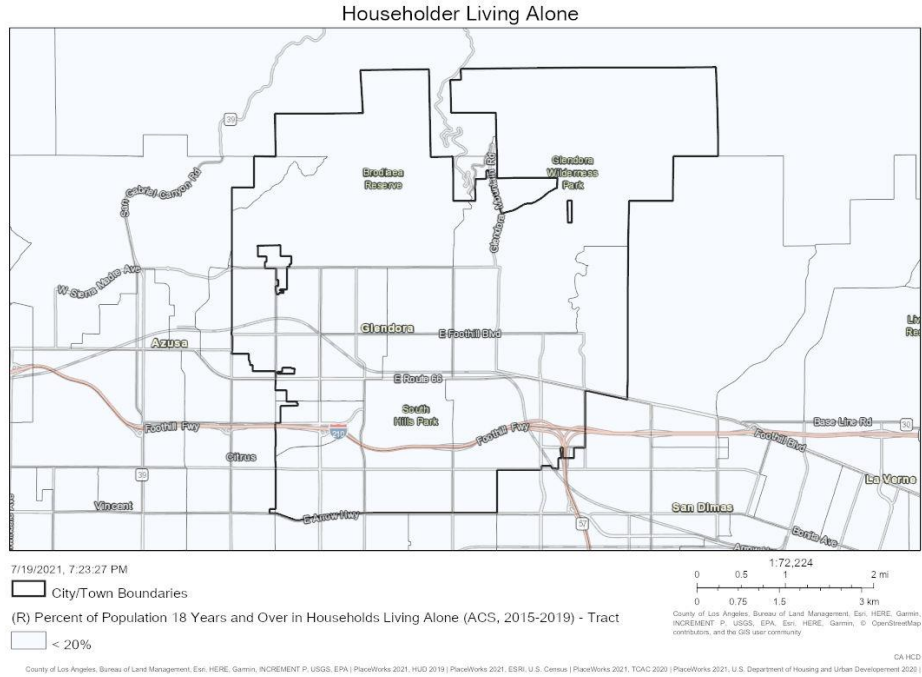 Householder Living Alone
39
San Gabriel Canyon Rd
Brodiaea
Reserve
Glendora Mountain Rd
Glendora
Wilderness
Park
W Sierra Madre Ave
Azusa
Glendora
E Foothill Blvd
E Route 66
South
Hills Park
Foothill Fwy
210
Foothill Fwy
Base Line Rd
30
Foothill Blvd
Citrus
39
La Verne
Vincent
E Arrow Hwy
57
San Dimas
Bonita Ave
7/19/2021, 7:23:27 PM
City/Town Boundaries
(R) Percent of Population 18 Years and Over in Households Living Alone (ACS, 2015-2019) - Tract
< 20%
1:72,224
0 0.5 1 2 mi
0 0.75 1.5 3 km
County of Los Angeles, Bureau of Land Management, Esri, HERE, Garmin,
INCREMENT P, USGS, EPA, Esri, HERE, Garmin, © OpenStreetMap
contributors, and the GIS user community
CA HCD
County of Los Angeles, Bureau of Land Management, Esri, HERE, Garmin, INCREMENT P, USGS, EPA | PlaceWorks 2021, HUD 2019 | PlaceWorks 2021, ESRI, U.S. Census | PlaceWorks 2021, TCAC 2020 | PlaceWorks 2021, U.S. Department of Housing and Urban Developement 2020 |